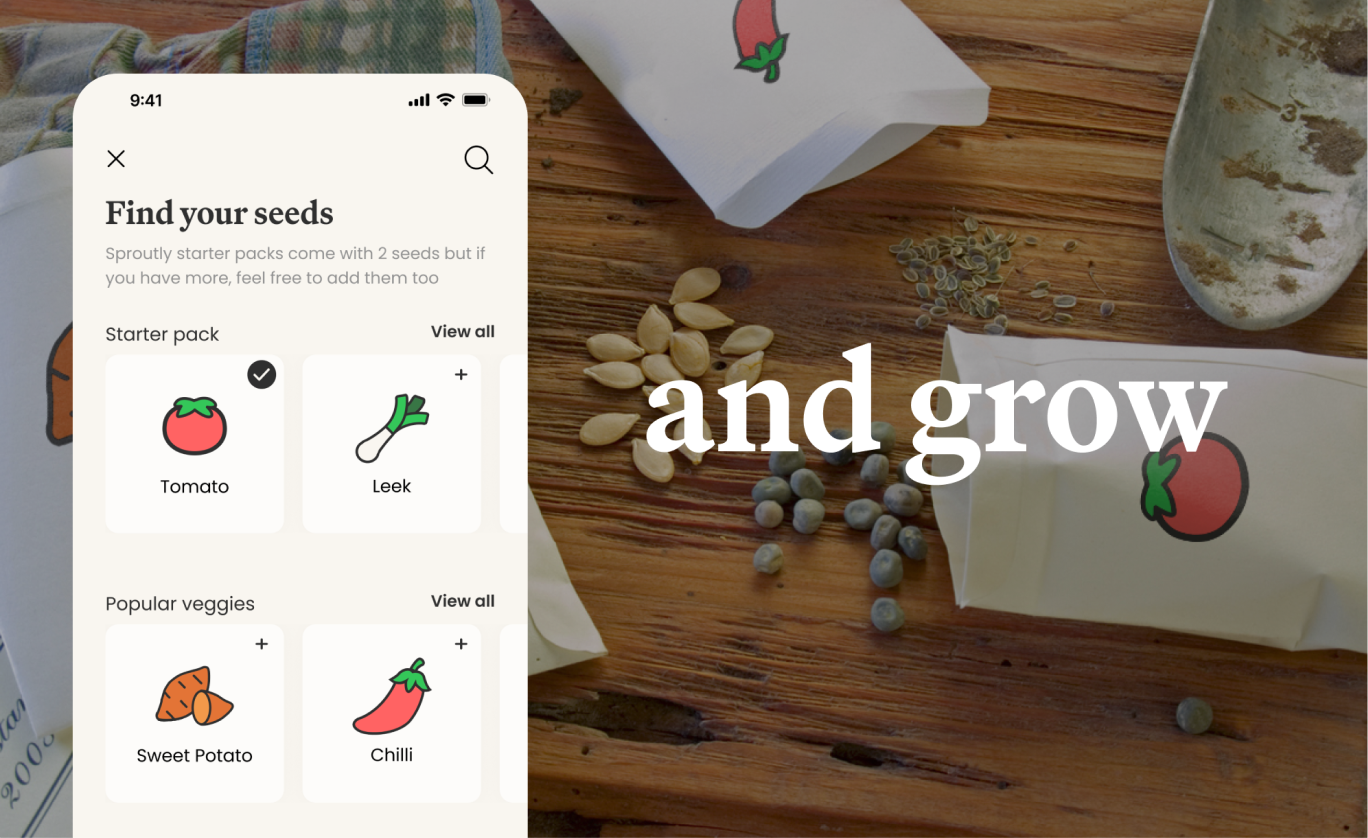 9:41
Find your seeds
Sproutly starter packs come with 2 seeds but if
you have more, feel free to add them too
Starter pack
View all
Tomato
Leek
Popular veggies
View all
Sweet Potato
Chilli
and grow
3